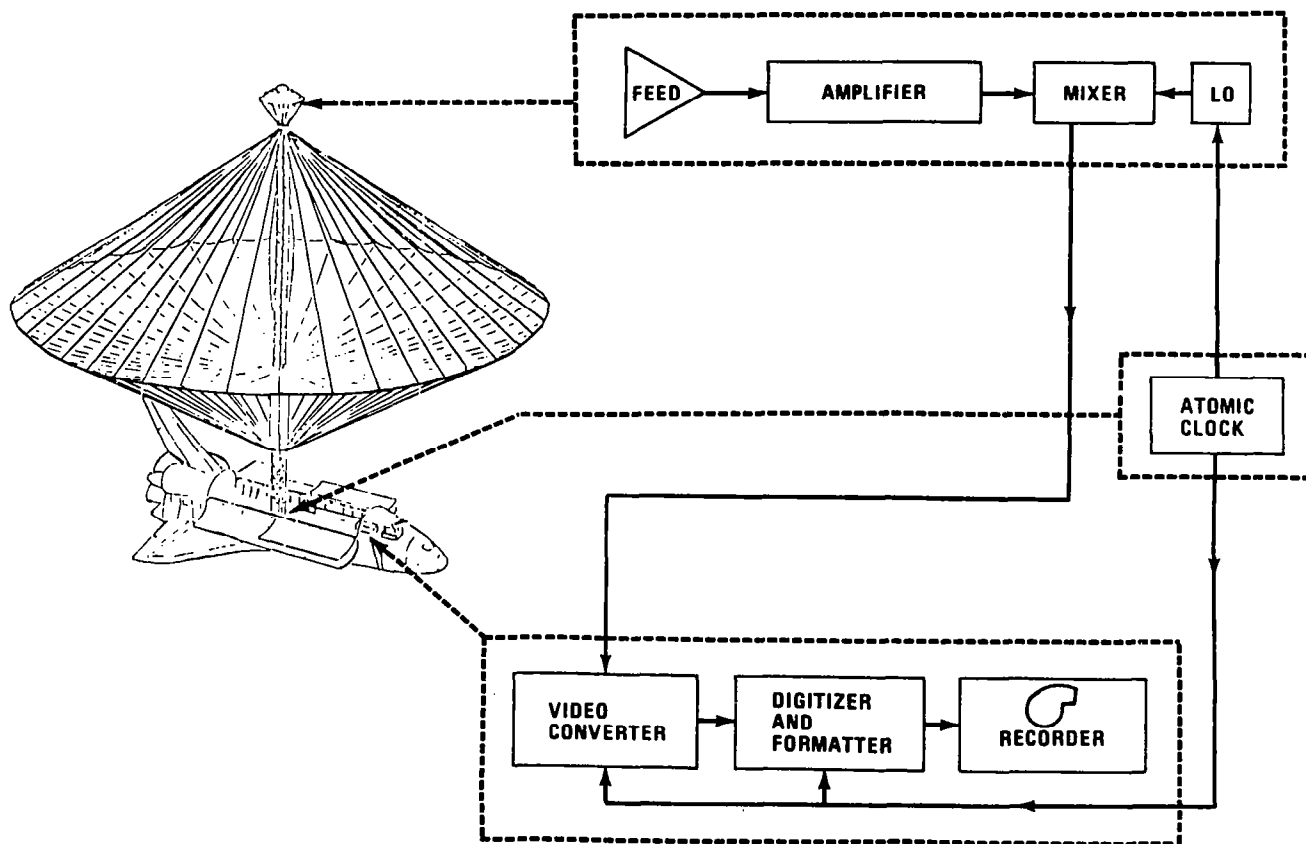 FEED
AMPLIFIER
MIXER
LO
ATOMIC
CLOCK
VIDEO
CONVERTER
DIGITIZER
AND
FORMATTER
RECORDER